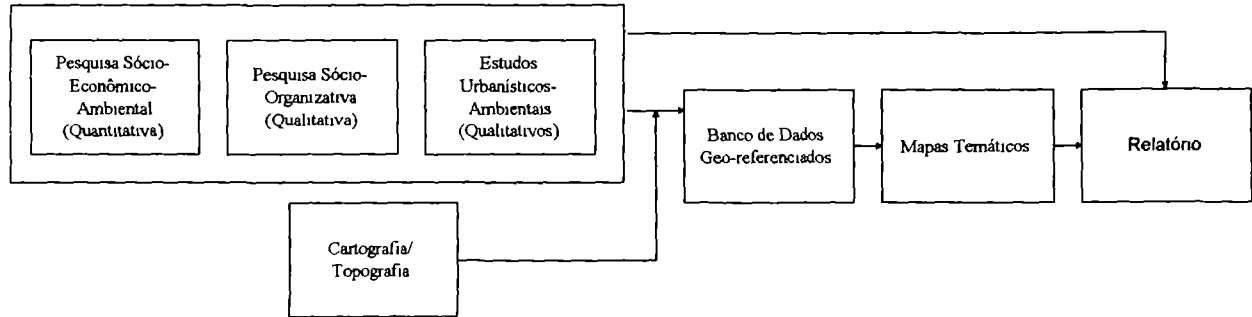 Pesquisa Sócio-
Econômico-
Ambiental
(Quantitativa)
Pesquisa Sócio-
Organizativa
(Qualitativa)
Estudos
Urbanísticos-
Ambientais
(Qualitativos)
Banco de Dados
Geo-referenciados
Mapas Temáticos
Relatório
Cartografia/
Topografia